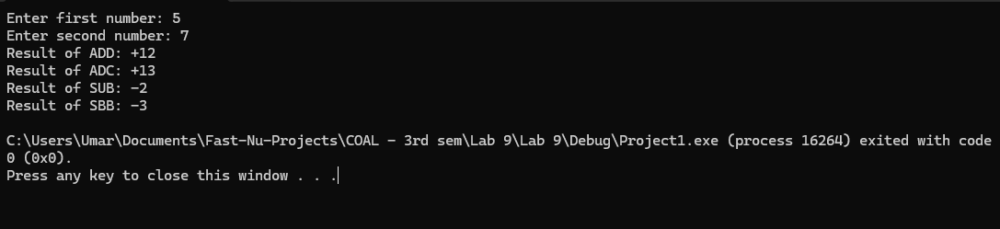 Enter first number: 5
Enter second number: 7
Result of ADD: +12
Result of ADC: +13
Result of SUB: -2
Result of SBB: -3
C:\Users\Umar\Documents\Fast-Nu-Projects\COAL - 3rd sem\Lab 9\Lab 9\Debug\Project1.exe (process 16264) exited with code
0 (0x0).
Press any key to close this window . . .